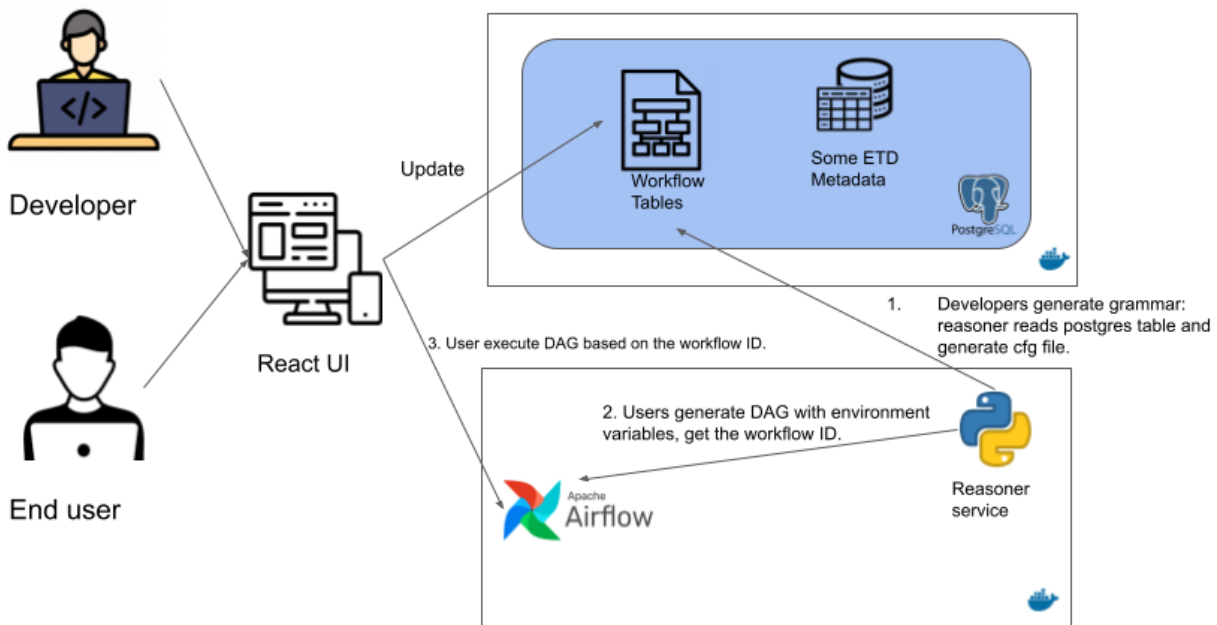 </>
Developer
End user
React UI
Update
Workflow
Tables
Some ETD
Metadata
PostgreSQL
1. Developers generate grammar:
reasoner reads postgres table and
generate cfg file.
3. User execute DAG based on the workflow ID.
2. Users generate DAG with environment
variables, get the workflow ID.
Apache
Airflow
Reasoner
service